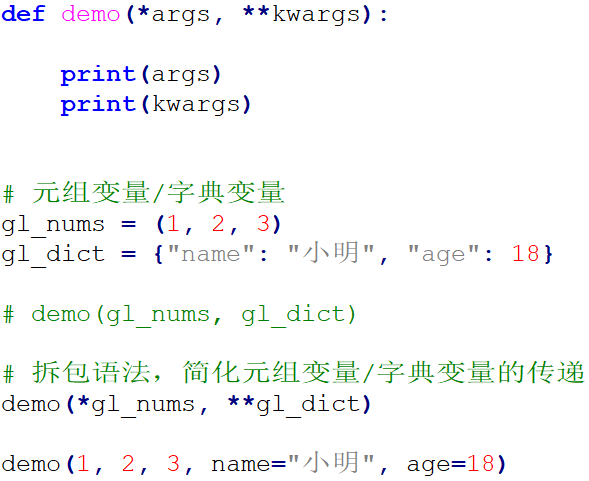 def demo(*args, **kwargs):
    print(args)
    print(kwargs)
# 元组变量/字典变量
gl_nums = (1, 2, 3)
gl_dict = {"name": "小明", "age": 18}
# demo(gl_nums, gl_dict)
# 拆包语法，简化元组变量/字典变量的传递
demo(*gl_nums, **gl_dict)
demo(1, 2, 3, name="小明", age=18)